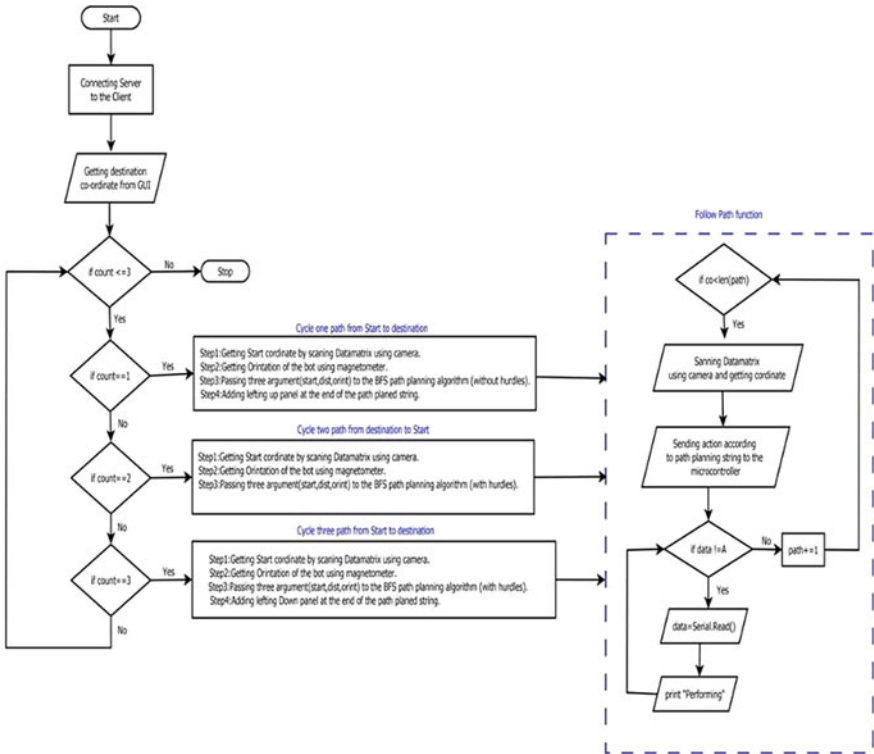 Start
Connecting Server
to the Client
Getting destination
co-ordinate from GUI
if count <=3
No
Stop
Yes
if count==1
Yes
No
Cycle one path from Start to destination
Step1:Getting Start cordinate by scaning Datamatrix using camera.
Step2:Getting Orintation of the bot using magnetometer.
Step3:Passing three argument(start,dist,orint) to the BFS path planning algorithm (without hurdles).
Step4:Adding lefting up panel at the end of the path planed string.
if count==2
Yes
No
Cycle two path from destination to Start
Step1:Getting Start cordinate by scaning Datamatrix using camera.
Step2:Getting Orintation of the bot using magnetometer.
Step3:Passing three argument(start,dist,orint) to the BFS path planning algorithm (with hurdles).
if count==3
Yes
No
Cycle three path from Start to destination
Step1:Getting Start cordinate by scaning Datamatrix using camera.
Step2:Getting Orintation of the bot using magnetometer.
Step3:Passing three argument(start,dist,orint) to the BFS path planning algorithm (with hurdles).
Step4:Adding lefting Down panel at the end of the path planed string.
Follow Path function
if co<len(path)
Yes
Sanning Datamatrix
using camera and getting cordinate
Sending action according
to path planning string to the
microcontroller
if data !=A
No
path+=1
Yes
data=Serial.Read()
print "Performing"